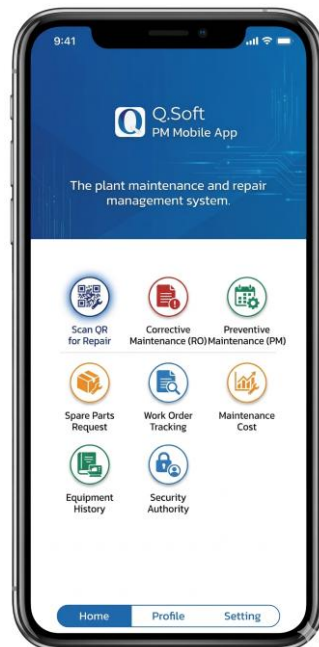 9:41
Q.Soft
PM Mobile App
The plant maintenance and repair
management system.
Scan QR
for Repair
Corrective
Maintenance (RO)
Preventive
Maintenance (PM)
Spare Parts
Request
Work Order
Tracking
Maintenance
Cost
Equipment
History
Security
Authority
Home
Profile
Setting